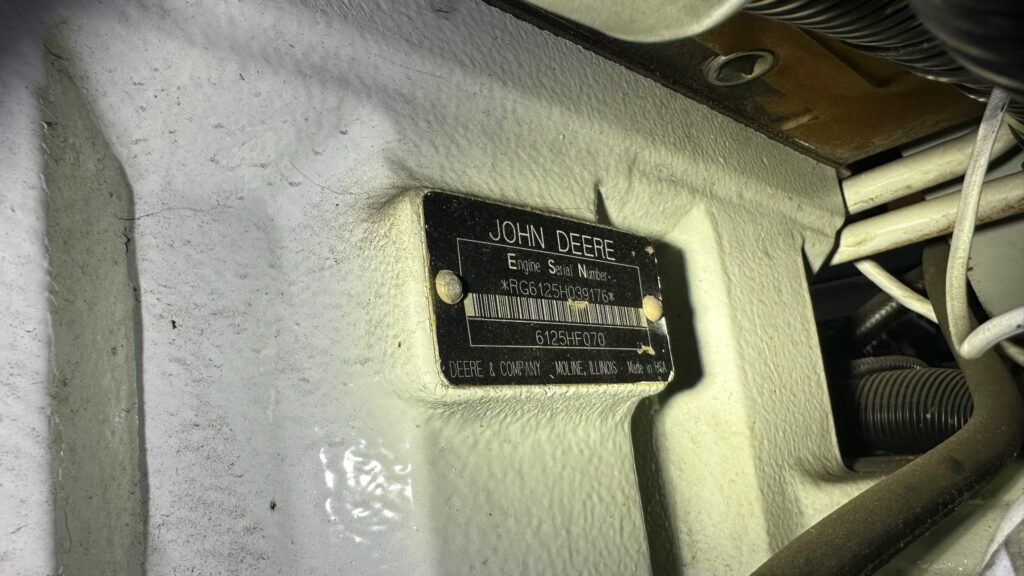 JOHN DEERE
Engine Serial Number
*RG6125H039176*
6125HF070
DEERE & COMPANY MOLINE, ILLINOIS Made in USA